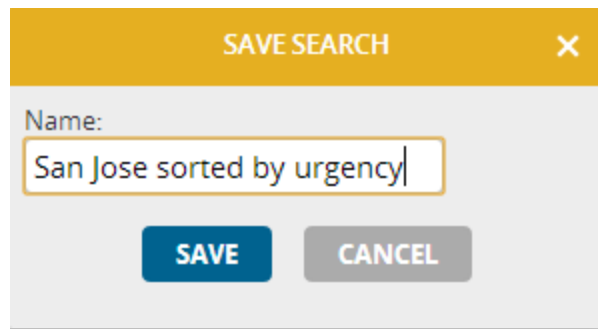 SAVE SEARCH ×
Name:
San Jose sorted by urgency
SAVE CANCEL